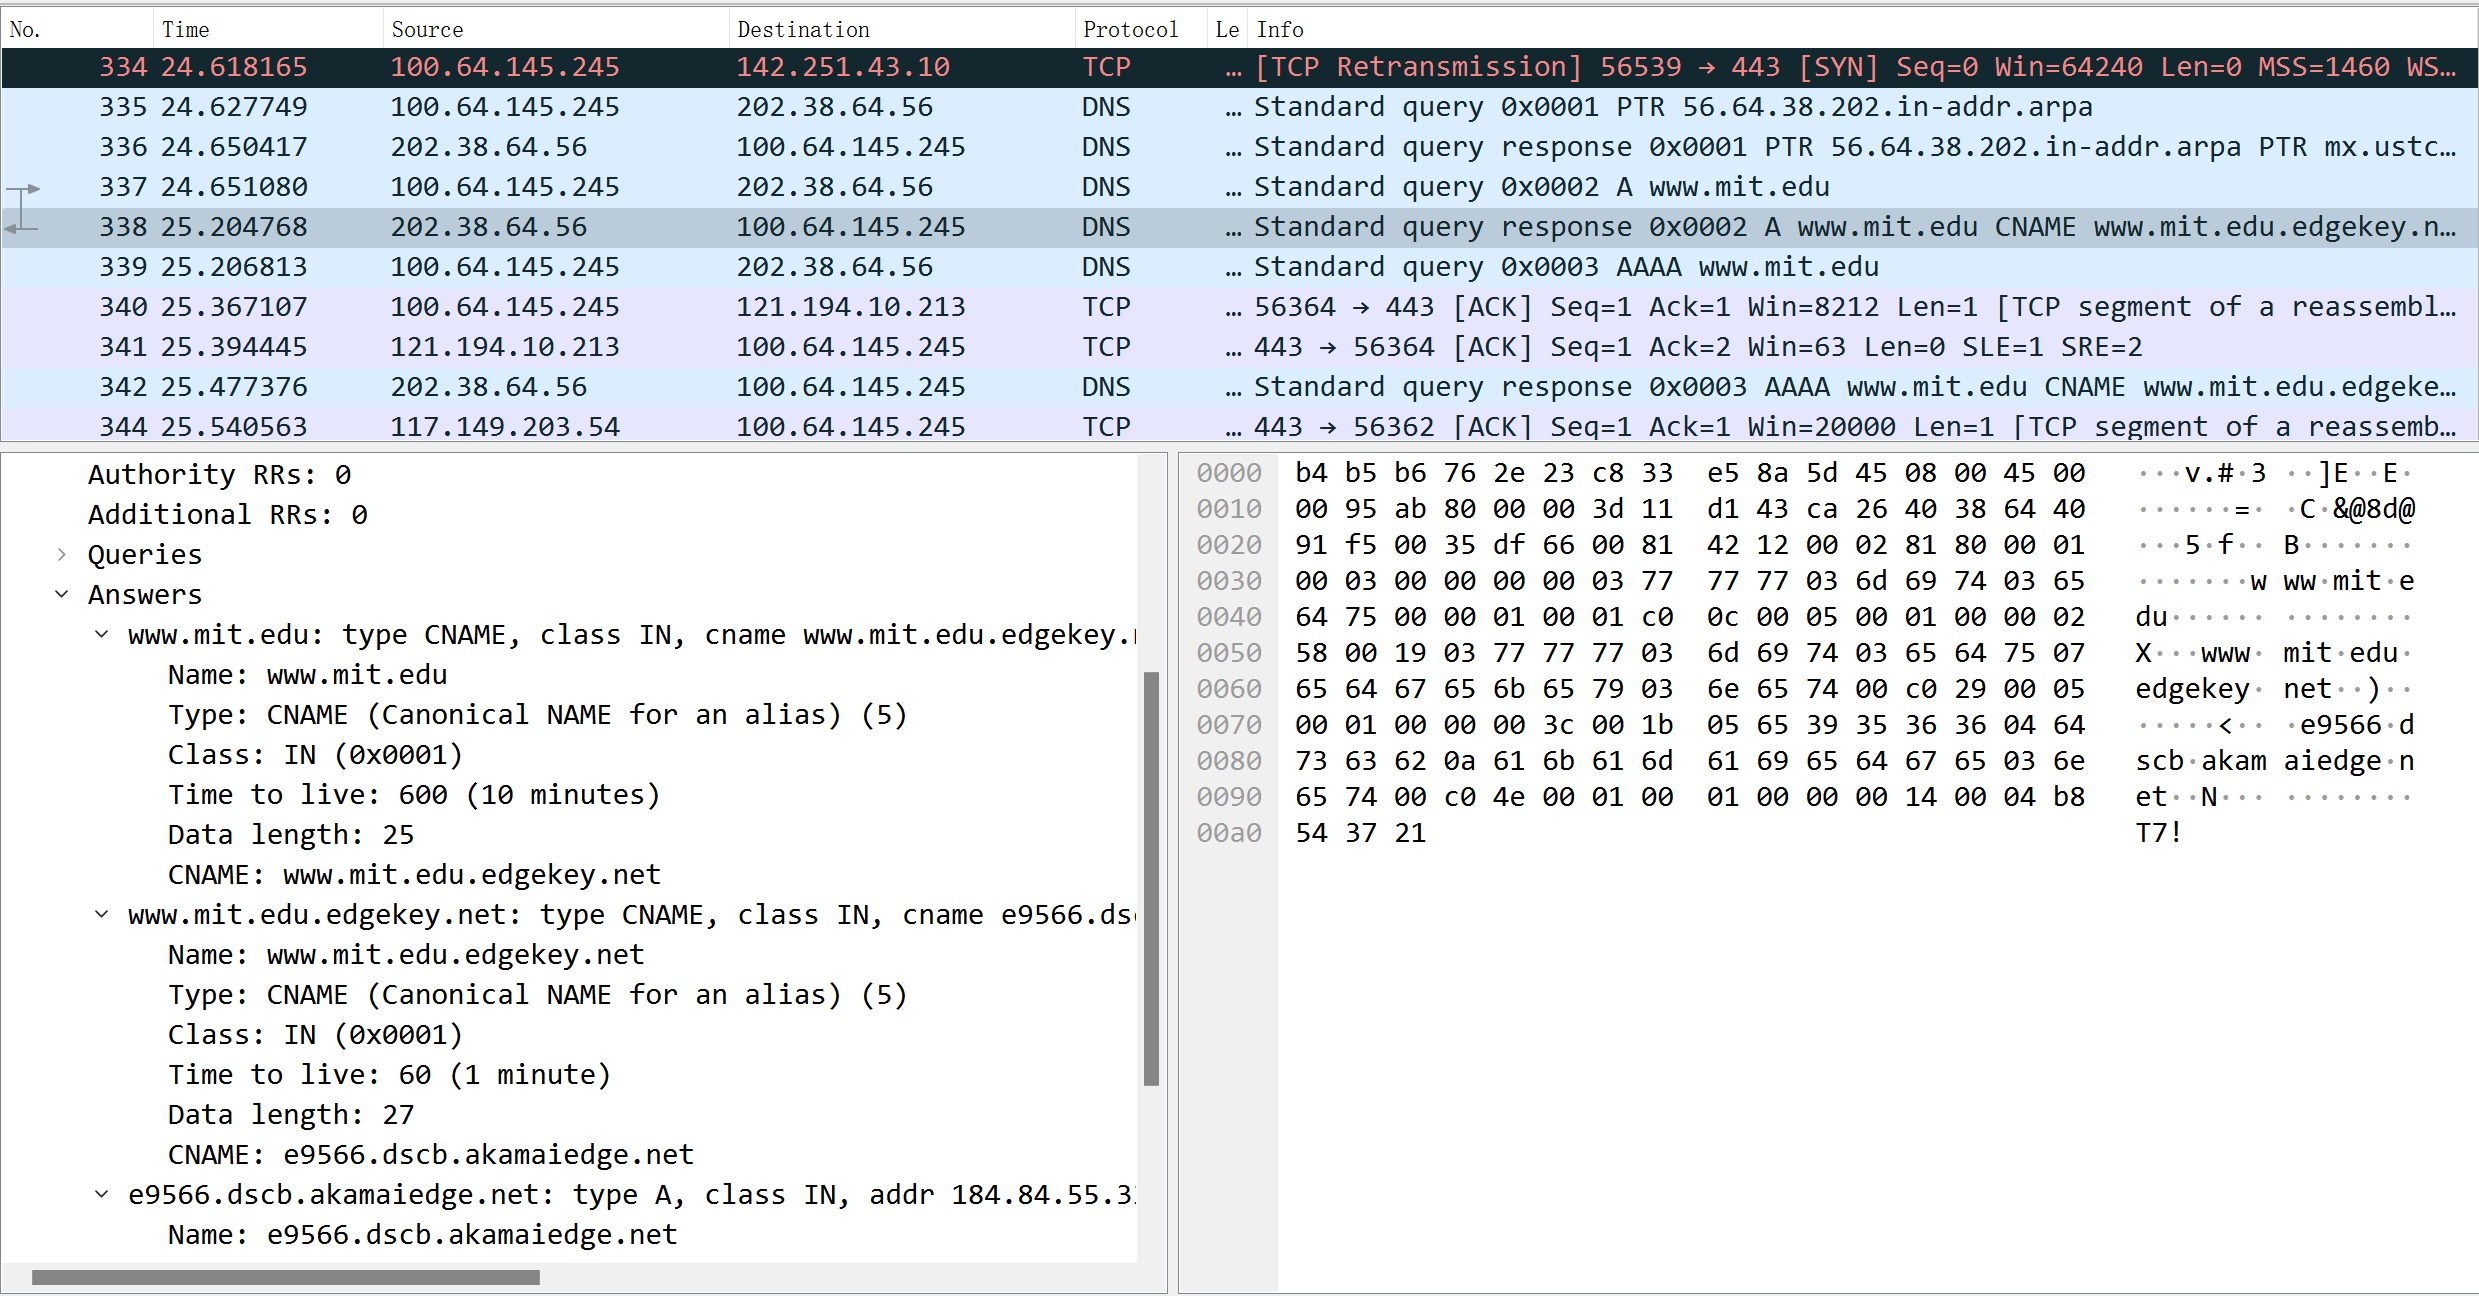 No. Time Source Destination Protocol Le Info
334 24.618165 100.64.145.245 142.251.43.10 TCP … [TCP Retransmission] 56539 → 443 [SYN] Seq=0 Win=64240 Len=0 MSS=1460 WS…
335 24.627749 100.64.145.245 202.38.64.56 DNS … Standard query 0x0001 PTR 56.64.38.202.in-addr.arpa
336 24.650417 202.38.64.56 100.64.145.245 DNS … Standard query response 0x0001 PTR 56.64.38.202.in-addr.arpa PTR mx.ustc…
337 24.651080 100.64.145.245 202.38.64.56 DNS … Standard query 0x0002 A www.mit.edu
338 25.204768 202.38.64.56 100.64.145.245 DNS … Standard query response 0x0002 A www.mit.edu CNAME www.mit.edu.edgekey.n…
339 25.206813 100.64.145.245 202.38.64.56 DNS … Standard query 0x0003 AAAA www.mit.edu
340 25.367107 100.64.145.245 121.194.10.213 TCP … 56364 → 443 [ACK] Seq=1 Ack=1 Win=8212 Len=1 [TCP segment of a reassembl…
341 25.394445 121.194.10.213 100.64.145.245 TCP … 443 → 56364 [ACK] Seq=1 Ack=2 Win=63 Len=0 SLE=1 SRE=2
342 25.477376 202.38.64.56 100.64.145.245 DNS … Standard query response 0x0003 AAAA www.mit.edu CNAME www.mit.edu.edgeke…
344 25.540563 117.149.203.54 100.64.145.245 TCP … 443 → 56362 [ACK] Seq=1 Ack=1 Win=20000 Len=1 [TCP segment of a reassemb…
Authority RRs: 0
Additional RRs: 0
Queries
Answers
www.mit.edu: type CNAME, class IN, cname www.mit.edu.edgekey.
Name: www.mit.edu
Type: CNAME (Canonical NAME for an alias) (5)
Class: IN (0x0001)
Time to live: 600 (10 minutes)
Data length: 25
CNAME: www.mit.edu.edgekey.net
www.mit.edu.edgekey.net: type CNAME, class IN, cname e9566.ds
Name: www.mit.edu.edgekey.net
Type: CNAME (Canonical NAME for an alias) (5)
Class: IN (0x0001)
Time to live: 60 (1 minute)
Data length: 27
CNAME: e9566.dscb.akamaiedge.net
e9566.dscb.akamaiedge.net: type A, class IN, addr 184.84.55.3
Name: e9566.dscb.akamaiedge.net
0000 b4 b5 b6 76 2e 23 c8 33 e5 8a 5d 45 08 00 45 00 ···v.#·3 ··]E··E·
0010 00 95 ab 80 00 00 3d 11 d1 43 ca 26 40 38 64 40 ······=· ·C·&@8d@
0020 91 f5 00 35 df 66 00 81 42 12 00 02 81 80 00 01 ···5·f·· B·······
0030 00 03 00 00 00 00 03 77 77 77 03 6d 69 74 03 65 ·······w ww·mit·e
0040 64 75 00 00 01 00 01 c0 0c 00 05 00 01 00 00 02 du······ ········
0050 58 00 19 03 77 77 77 03 6d 69 74 03 65 64 75 07 X···www· mit·edu·
0060 65 64 67 65 6b 65 79 03 6e 65 74 00 c0 29 00 05 edgekey· net··)··
0070 00 01 00 00 00 3c 00 1b 05 65 39 35 36 36 04 64 ·····<·· ·e9566·d
0080 73 63 62 0a 61 6b 61 6d 61 69 65 64 67 65 03 6e scb·akam aiedge·n
0090 65 74 00 c0 4e 00 01 00 01 00 00 00 14 00 04 b8 et··N··· ········
00a0 54 37 21 T7!